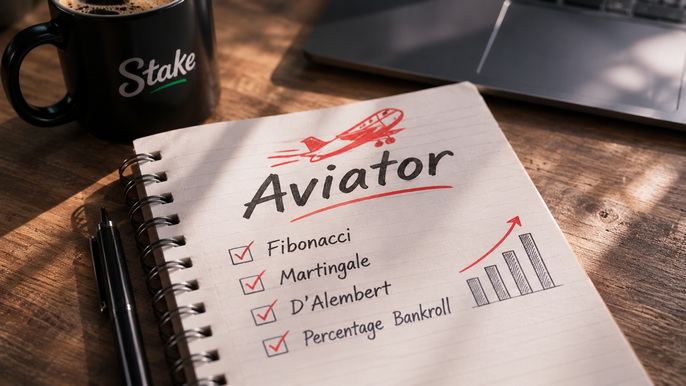 Stake
Aviator
Fibonacci
Martingale
D'Alembert
Percentage Bankroll